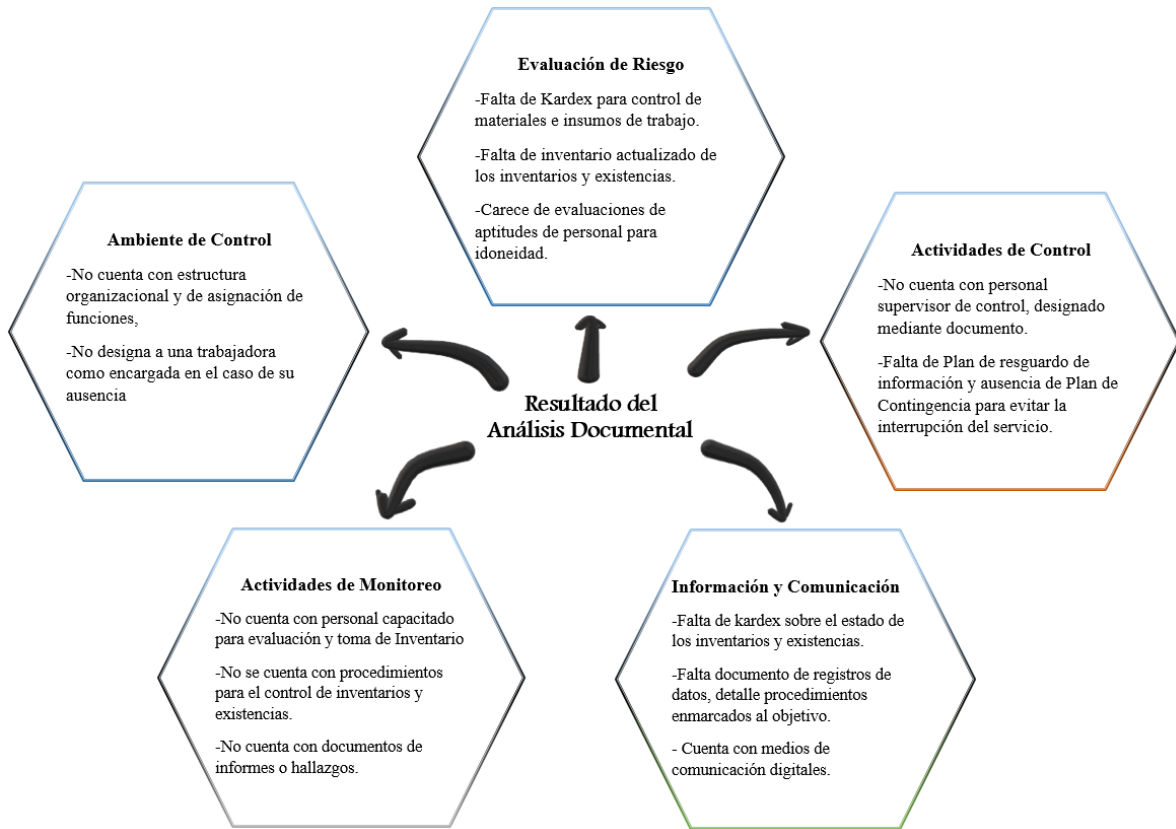 Evaluación de Riesgo
-Falta de Kardex para control de
materiales e insumos de trabajo.
-Falta de inventario actualizado de
los inventarios y existencias.
-Carece de evaluaciones de
aptitudes de personal para
idoneidad.
Ambiente de Control
-No cuenta con estructura
organizacional y de asignación de
funciones,
-No designa a una trabajadora
como encargada en el caso de su
ausencia
Actividades de Control
-No cuenta con personal
supervisor de control, designado
mediante documento.
-Falta de Plan de resguardo de
información y ausencia de Plan de
Contingencia para evitar la
interrupción del servicio.
Resultado del
Análisis Documental
Actividades de Monitoreo
-No cuenta con personal capacitado
para evaluación y toma de Inventario
-No se cuenta con procedimientos
para el control de inventarios y
existencias.
-No cuenta con documentos de
informes o hallazgos.
Información y Comunicación
-Falta de kardex sobre el estado de
los inventarios y existencias.
-Falta documento de registros de
datos, detalle procedimientos
enmarcados al objetivo.
- Cuenta con medios de
comunicación digitales.